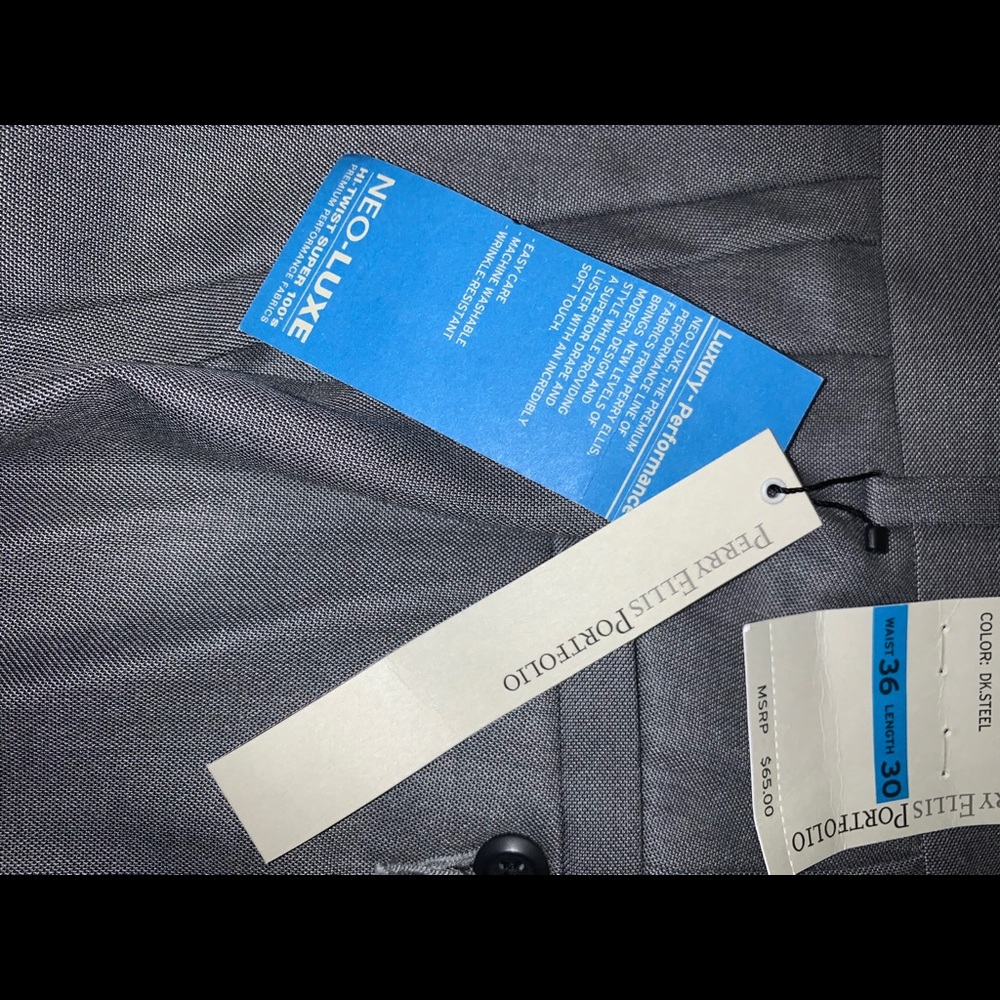 NEO-LUXE
HI-TWIST SUPER 100's
PREMIUM PERFORMANCE FABRICS
- EASY CARE
- MACHINE WASHABLE
- WRINKLE-RESISTANT
Luxury - Performance
NEO-LUXE, THE PREMIUM
PERFORMANCE LINE OF
FABRICS FROM PERRY ELLIS,
BRINGS NEW LEVELS OF
MODERN DESIGN AND
STYLE WHILE PROVIDING
A SUPERIOR DRAPE AND
LUSTER WITH AN INCREDIBLY
SOFT TOUCH.
PERRY ELLIS PORTFOLIO
COLOR: DK.STEEL
WAIST 36 LENGTH 30
MSRP $65.00
RY ELLIS PORTFOLIO